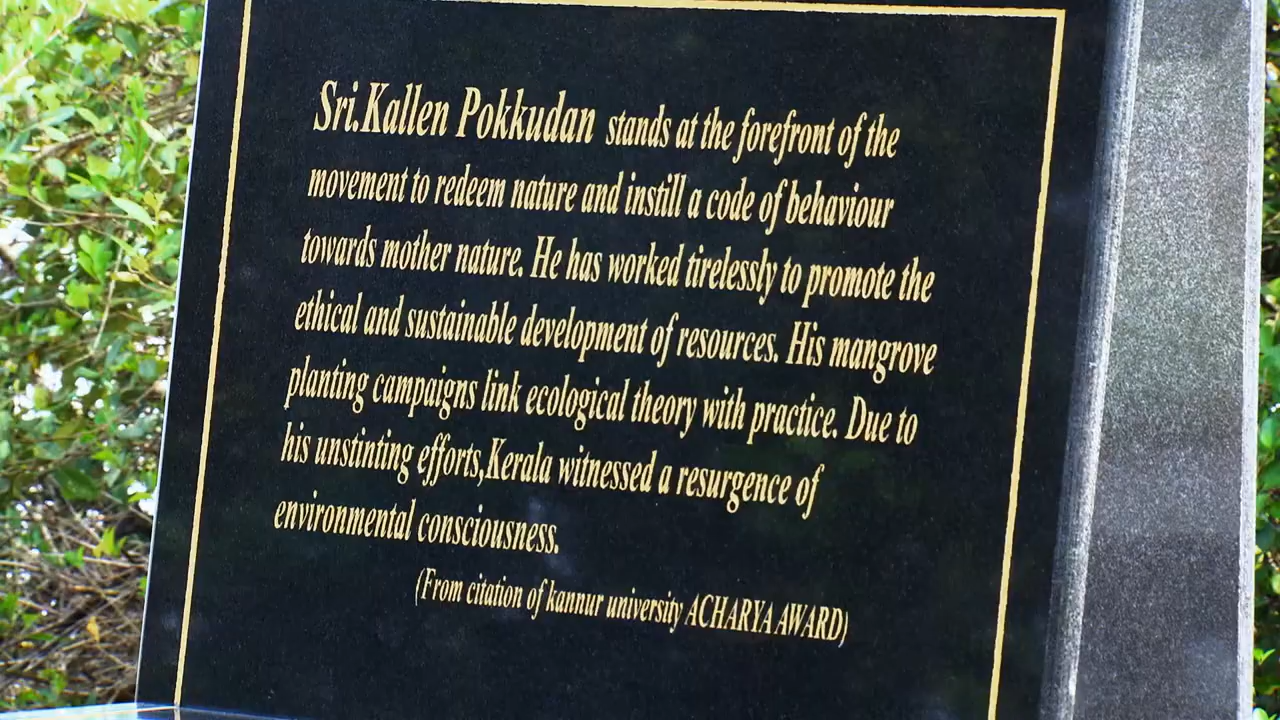 Sri.Kallen Pokkudan stands at the forefront of the
movement to redeem nature and instill a code of behaviour
towards mother nature. He has worked tirelessly to promote the
ethical and sustainable development of resources. His mangrove
planting campaigns link ecological theory with practice. Due to
his unstinting efforts,Kerala witnessed a resurgence of
environmental consciousness.
(From citation of kannur university ACHARYA AWARD)